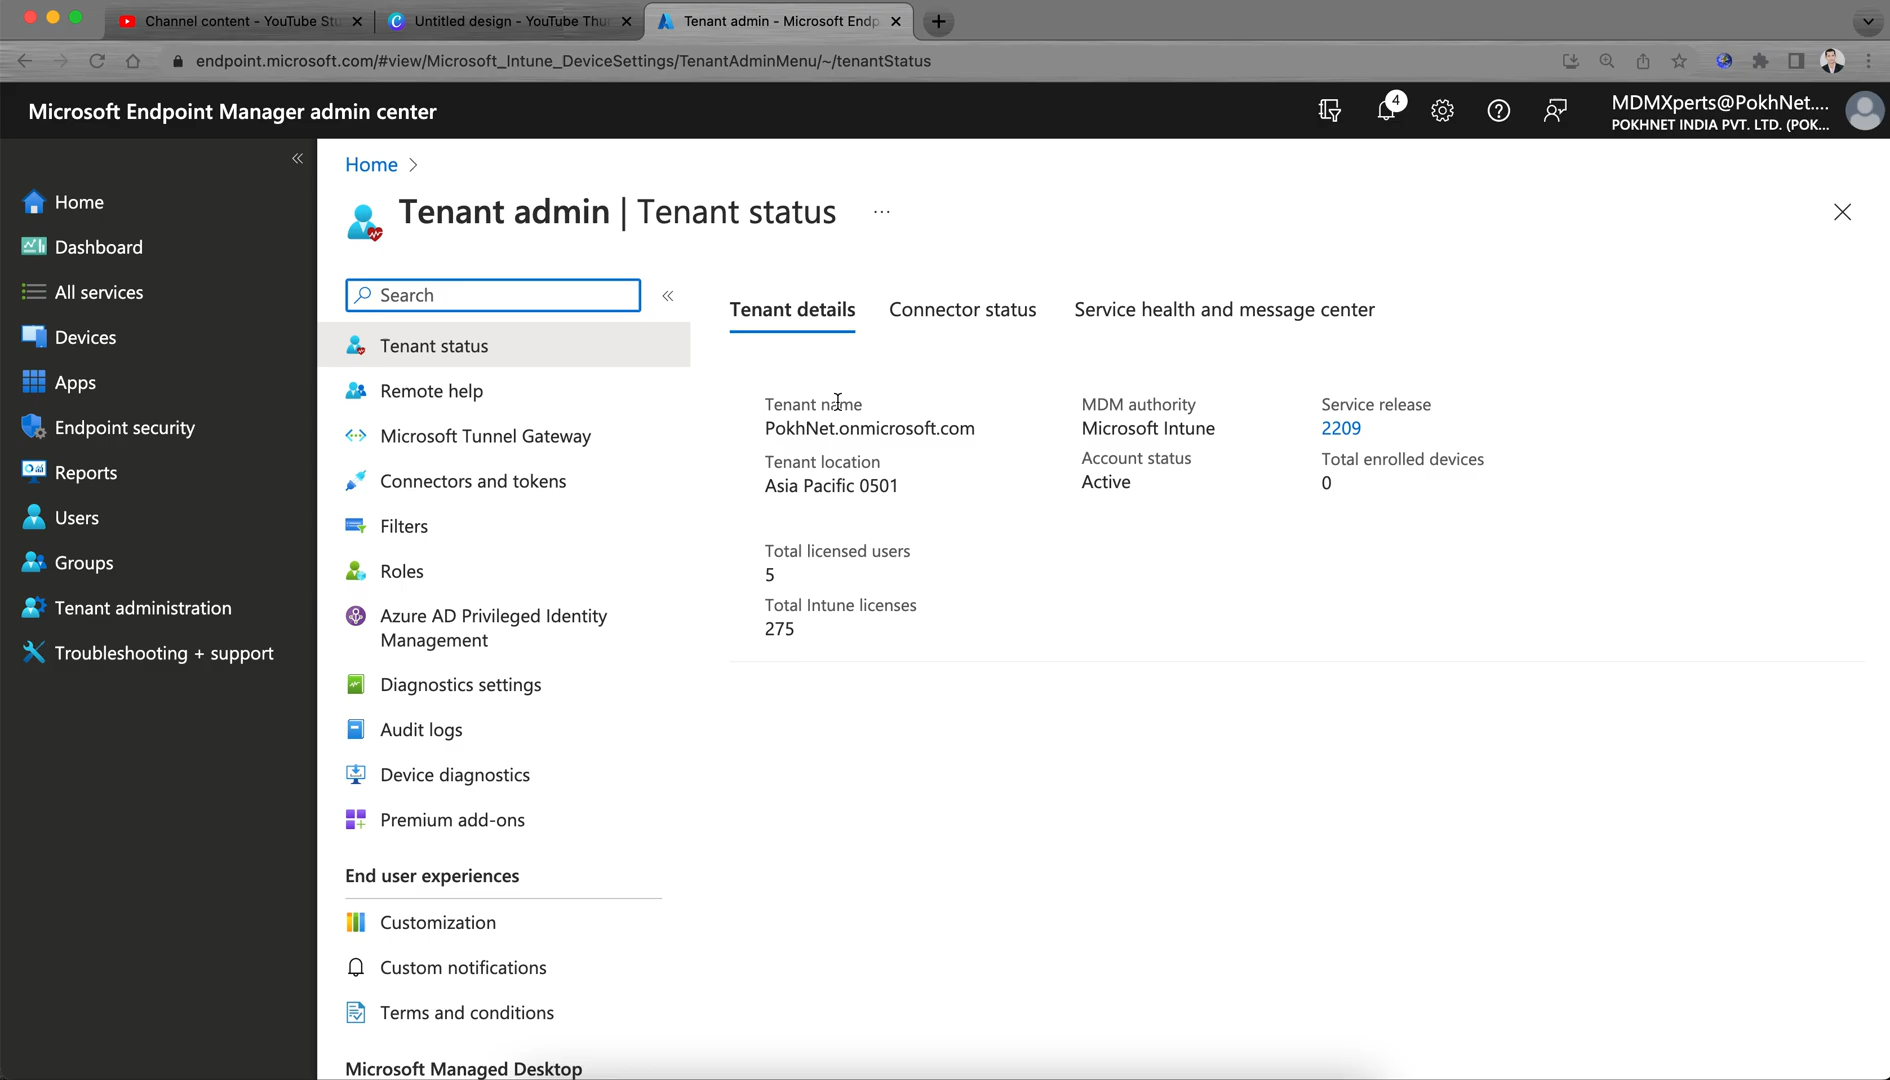 Channel content - YouTube Stu
Untitled design - YouTube Thun
Tenant admin - Microsoft Endp
endpoint.microsoft.com/#view/Microsoft_Intune_DeviceSettings/TenantAdminMenu/~/tenantStatus
Microsoft Endpoint Manager admin center
4
MDMXperts@PokhNet....
POKHNET INDIA PVT. LTD. (POK...
Home
Dashboard
All services
Devices
Apps
Endpoint security
Reports
Users
Groups
Tenant administration
Troubleshooting + support
Home
Tenant admin | Tenant status
...
Search
Tenant status
Remote help
Microsoft Tunnel Gateway
Connectors and tokens
Filters
Roles
Azure AD Privileged Identity
Management
Diagnostics settings
Audit logs
Device diagnostics
Premium add-ons
End user experiences
Customization
Custom notifications
Terms and conditions
Microsoft Managed Desktop
Tenant details
Connector status
Service health and message center
Tenant name
PokhNet.onmicrosoft.com
Tenant location
Asia Pacific 0501
MDM authority
Microsoft Intune
Account status
Active
Service release
2209
Total enrolled devices
0
Total licensed users
5
Total Intune licenses
275